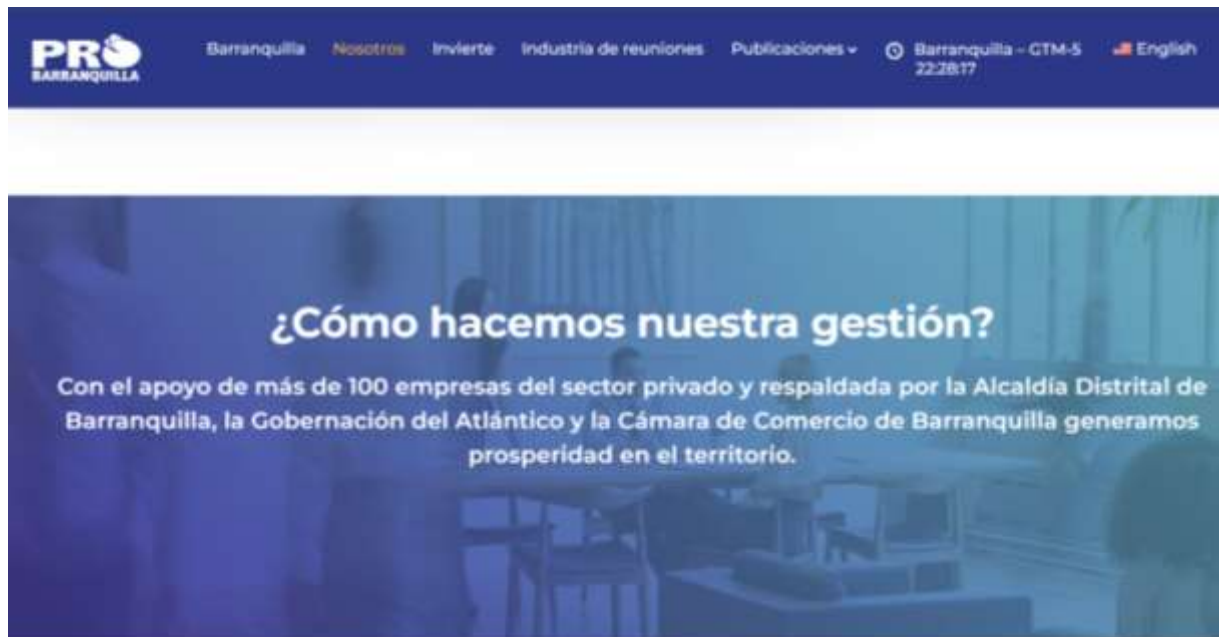 PRO
BARRANQUILLA
Barranquilla Nosotros Invierte Industria de reuniones Publicaciones Barranquilla – GTM-5 English
22:28:17
¿Cómo hacemos nuestra gestión?
Con el apoyo de más de 100 empresas del sector privado y respaldada por la Alcaldía Distrital de
Barranquilla, la Gobernación del Atlántico y la Cámara de Comercio de Barranquilla generamos
prosperidad en el territorio.